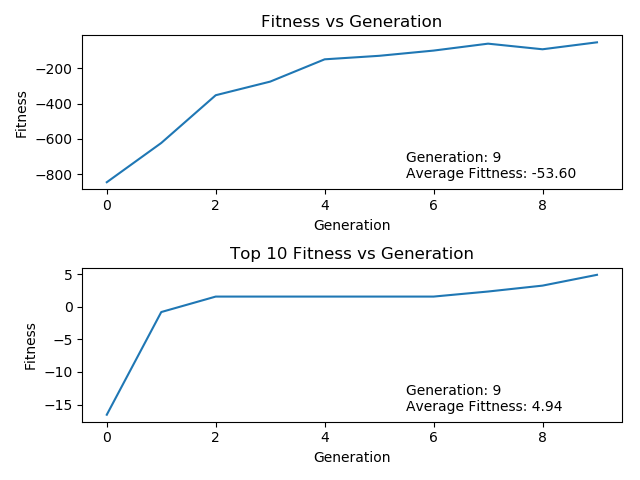 Fitness vs Generation
Fitness
−200
−400
−600
−800
Generation: 9
Average Fittness: -53.60
0 2 4 6 8
Generation
Top 10 Fitness vs Generation
Fitness
5
0
−5
−10
−15
Generation: 9
Average Fittness: 4.94
0 2 4 6 8
Generation